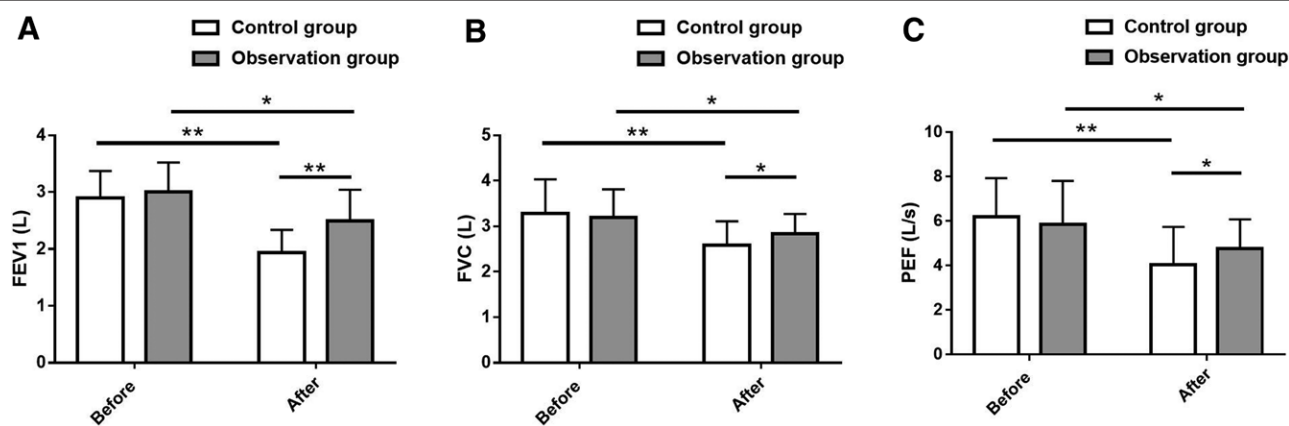 A
Control group
Observation group
*
**
**
4
3
2
1
0
FEV1 (L)
Before
After
B
Control group
Observation group
*
**
*
5
4
3
2
1
0
FVC (L)
Before
After
C
Control group
Observation group
*
**
*
10
8
6
4
2
0
PEF (L/s)
Before
After